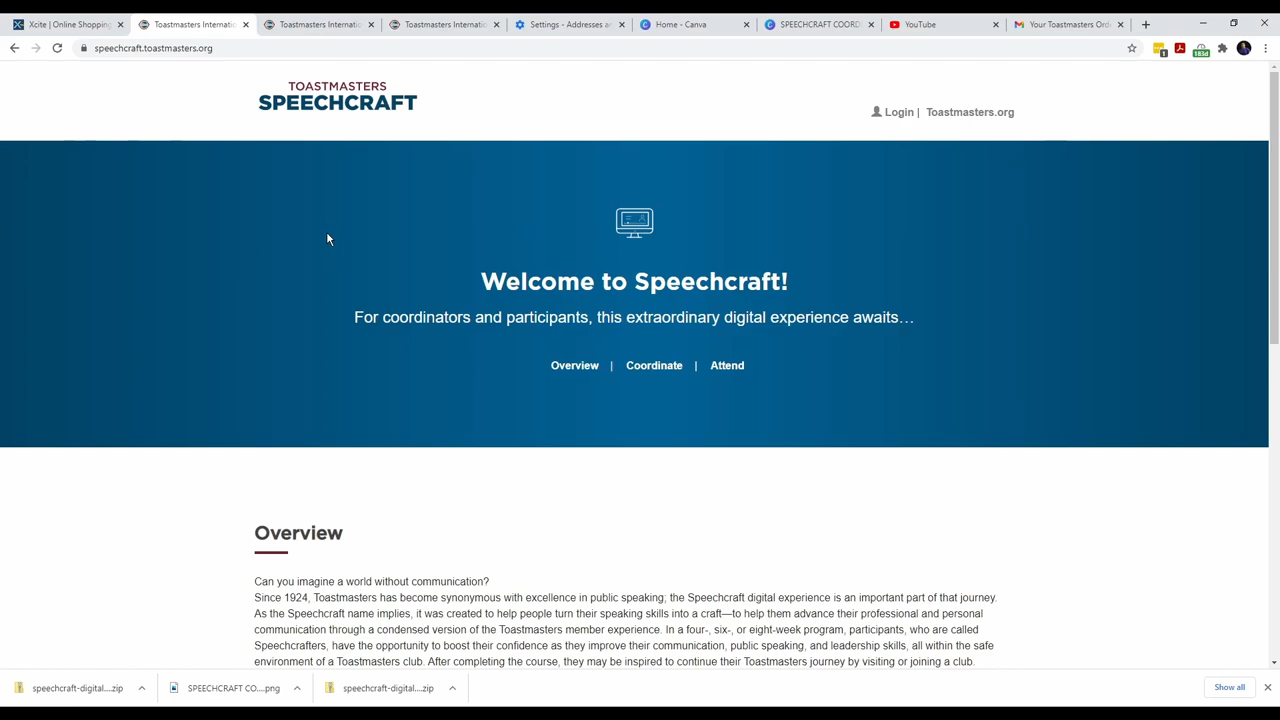 Xcite | Online Shopping
Toastmasters Internatio
Toastmasters Internatio
Toastmasters Internatio
Settings - Addresses a
Home - Canva
SPEECHCRAFT COORD
YouTube
Your Toastmasters Orde
speechcraft.toastmasters.org
1
183d
TOASTMASTERS
SPEECHCRAFT
Login | Toastmasters.org
Welcome to Speechcraft!
For coordinators and participants, this extraordinary digital experience awaits…
Overview | Coordinate | Attend
Overview
Can you imagine a world without communication?
Since 1924, Toastmasters has become synonymous with excellence in public speaking; the Speechcraft digital experience is an important part of that journey.
As the Speechcraft name implies, it was created to help people turn their speaking skills into a craft—to help them advance their professional and personal
communication through a condensed version of the Toastmasters member experience. In a four-, six-, or eight-week program, participants, who are called
Speechcrafters, have the opportunity to boost their confidence as they improve their communication, public speaking, and leadership skills, all within the safe
environment of a Toastmasters club. After completing the course, they may be inspired to continue their Toastmasters journey by visiting or joining a club.
speechcraft-digital....zip
SPEECHCRAFT CO....png
speechcraft-digital....zip
Show all